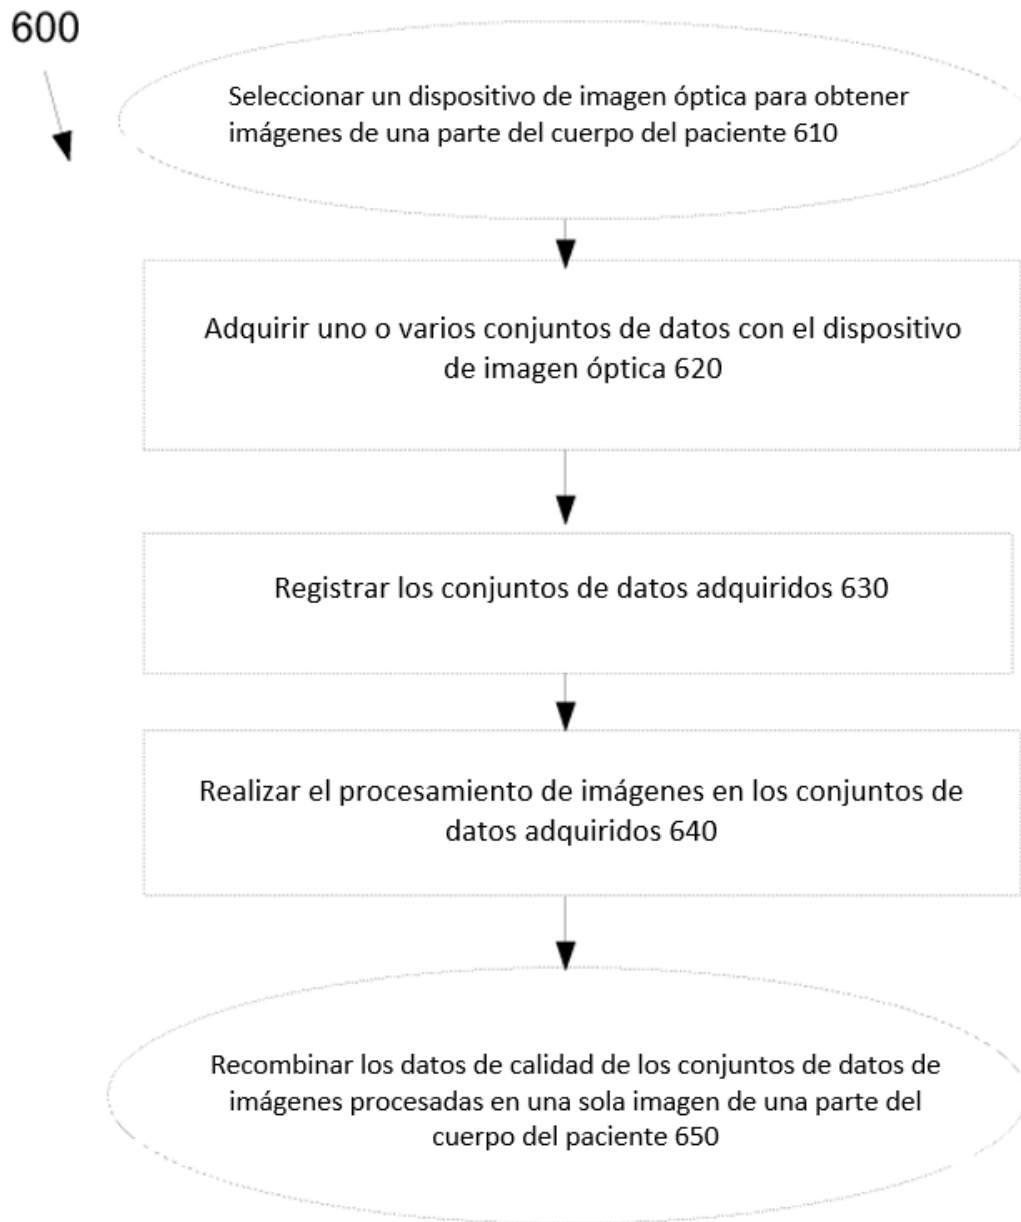 600
Seleccionar un dispositivo de imagen óptica para obtener
imágenes de una parte del cuerpo del paciente 610
Adquirir uno o varios conjuntos de datos con el dispositivo
de imagen óptica 620
Registrar los conjuntos de datos adquiridos 630
Realizar el procesamiento de imágenes en los conjuntos de
datos adquiridos 640
Recombinar los datos de calidad de los conjuntos de datos de
imágenes procesadas en una sola imagen de una parte del
cuerpo del paciente 650